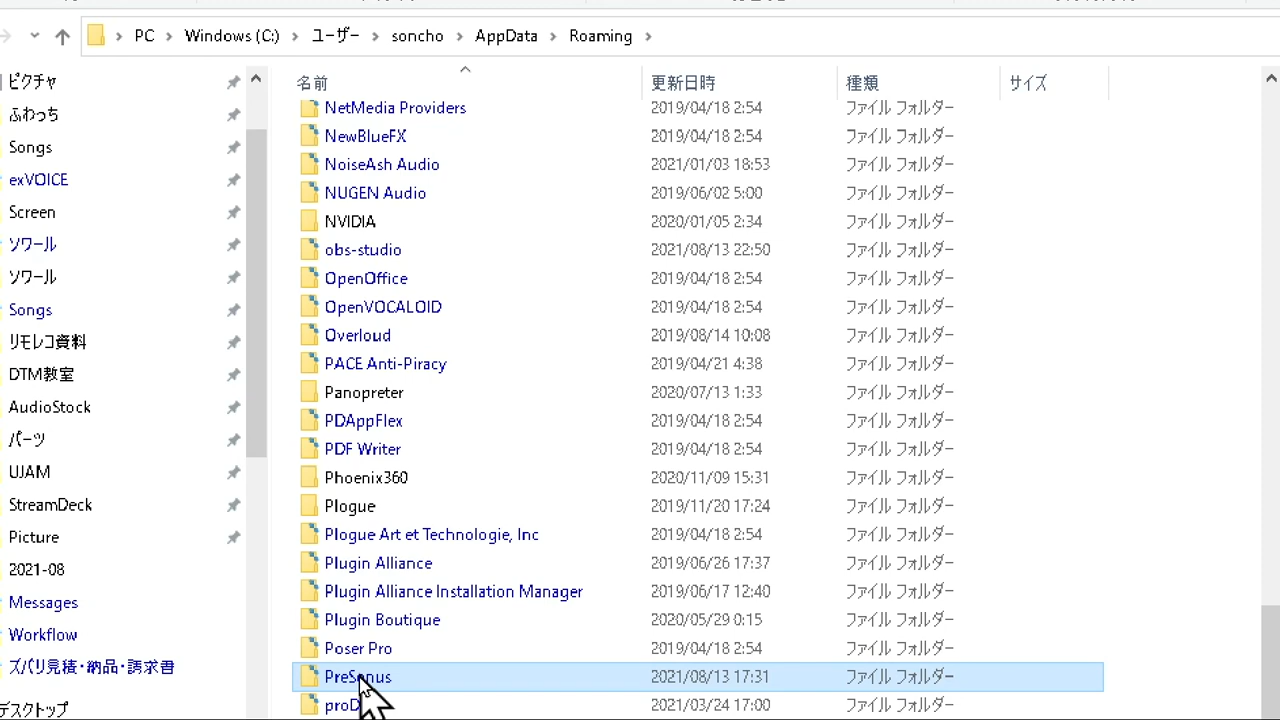 PC > Windows (C:) > ユーザー > soncho > AppData > Roaming >
名前 更新日時 種類 サイズ
ピクチャ
ふわっち
Songs
exVOICE
Screen
ソワール
ソワール
Songs
リモレコ資料
DTM教室
AudioStock
パーツ
UJAM
StreamDeck
Picture
2021-08
Messages
Workflow
ズバリ見積・納品・請求書
デスクトップ
NetMedia Providers 2019/04/18 2:54 ファイル フォルダー
NewBlueFX 2019/04/18 2:54 ファイル フォルダー
NoiseAsh Audio 2021/01/03 18:53 ファイル フォルダー
NUGEN Audio 2019/06/02 5:00 ファイル フォルダー
NVIDIA 2020/01/05 2:34 ファイル フォルダー
obs-studio 2021/08/13 22:50 ファイル フォルダー
OpenOffice 2019/04/18 2:54 ファイル フォルダー
OpenVOCALOID 2019/04/18 2:54 ファイル フォルダー
Overloud 2019/08/14 10:08 ファイル フォルダー
PACE Anti-Piracy 2019/04/21 4:38 ファイル フォルダー
Panopreter 2020/07/13 1:33 ファイル フォルダー
PDAppFlex 2019/04/18 2:54 ファイル フォルダー
PDF Writer 2019/04/18 2:54 ファイル フォルダー
Phoenix360 2020/11/09 15:31 ファイル フォルダー
Plogue 2019/11/20 17:24 ファイル フォルダー
Plogue Art et Technologie, Inc 2019/04/18 2:54 ファイル フォルダー
Plugin Alliance 2019/06/26 17:37 ファイル フォルダー
Plugin Alliance Installation Manager 2019/06/17 12:40 ファイル フォルダー
Plugin Boutique 2020/05/29 0:15 ファイル フォルダー
Poser Pro 2019/04/18 2:54 ファイル フォルダー
PreSonus 2021/08/13 17:31 ファイル フォルダー
2021/03/24 17:00 ファイル フォルダー